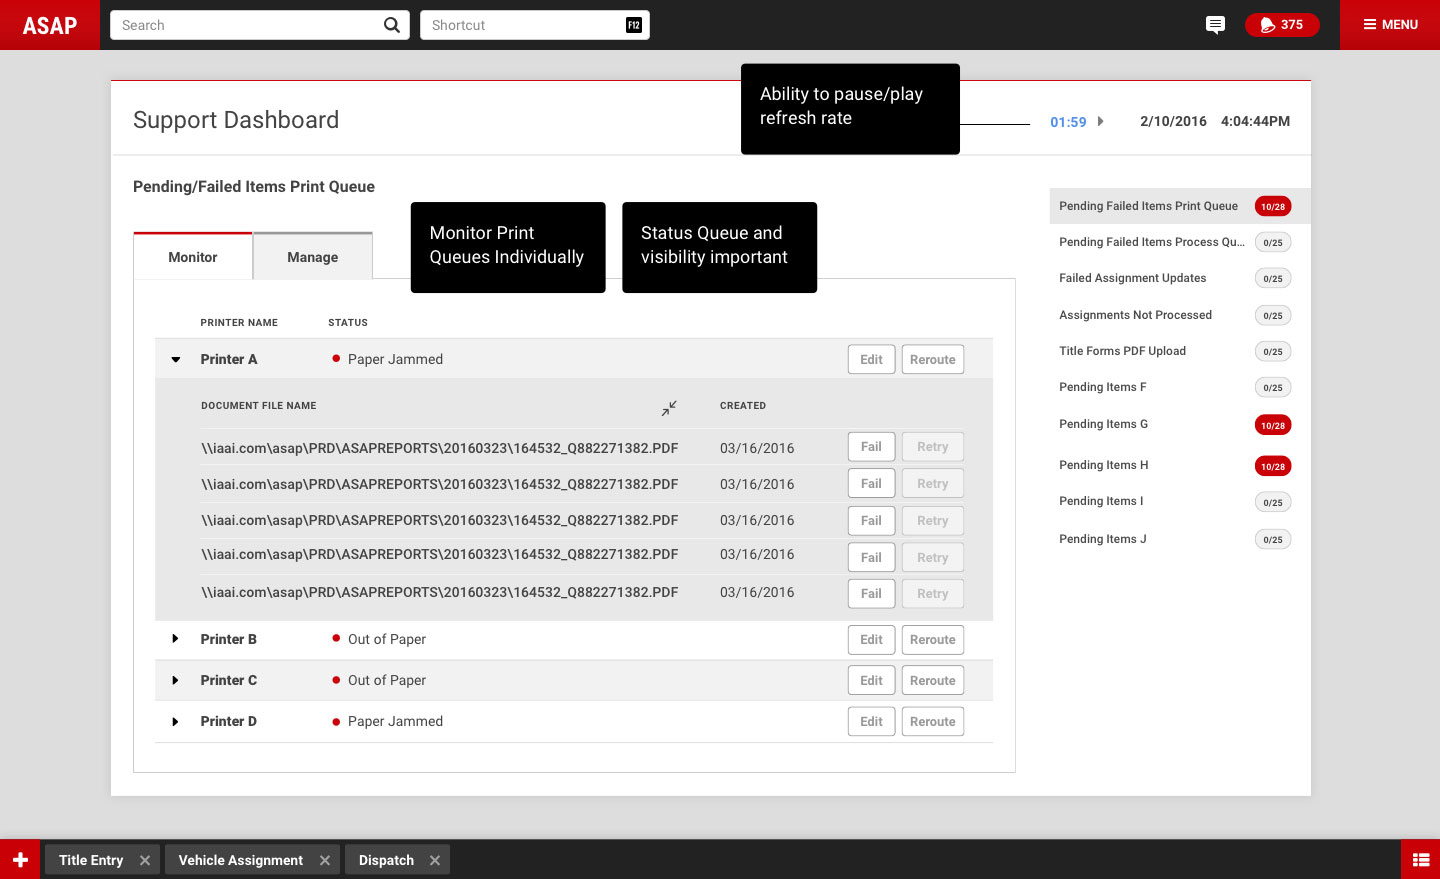 ASAP
Search
Shortcut
F12
375
MENU
Support Dashboard
Ability to pause/play
refresh rate
01:59
2/10/2016 4:04:44PM
Pending/Failed Items Print Queue
Monitor
Manage
Monitor Print
Queues Individually
Status Queue and
visibility important
PRINTER NAME STATUS
Printer A Paper Jammed Edit Reroute
DOCUMENT FILE NAME CREATED
\\iaai.com\asap\PRD\ASAPREPORTS\20160323\164532_Q882271382.PDF 03/16/2016 Fail Retry
\\iaai.com\asap\PRD\ASAPREPORTS\20160323\164532_Q882271382.PDF 03/16/2016 Fail Retry
\\iaai.com\asap\PRD\ASAPREPORTS\20160323\164532_Q882271382.PDF 03/16/2016 Fail Retry
\\iaai.com\asap\PRD\ASAPREPORTS\20160323\164532_Q882271382.PDF 03/16/2016 Fail Retry
\\iaai.com\asap\PRD\ASAPREPORTS\20160323\164532_Q882271382.PDF 03/16/2016 Fail Retry
Printer B Out of Paper Edit Reroute
Printer C Out of Paper Edit Reroute
Printer D Paper Jammed Edit Reroute
Pending Failed Items Print Queue 10/28
Pending Failed Items Process Qu... 0/25
Failed Assignment Updates 0/25
Assignments Not Processed 0/25
Title Forms PDF Upload 0/25
Pending Items F 0/25
Pending Items G 10/28
Pending Items H 10/28
Pending Items I 0/25
Pending Items J 0/25
Title Entry
Vehicle Assignment
Dispatch